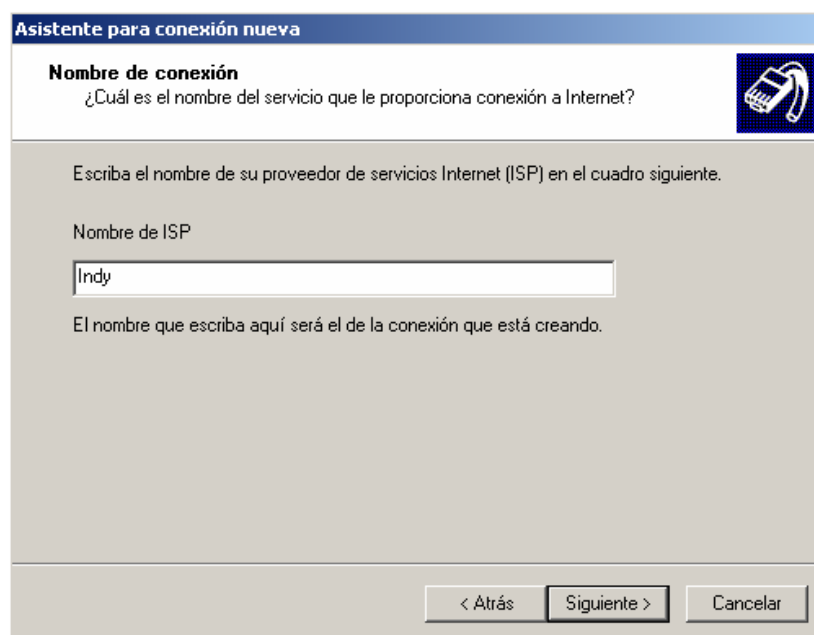 Asistente para conexión nueva
Nombre de conexión
¿Cuál es el nombre del servicio que le proporciona conexión a Internet?
Escriba el nombre de su proveedor de servicios Internet (ISP) en el cuadro siguiente.
Nombre de ISP
Indy
El nombre que escriba aquí será el de la conexión que está creando.
< Atrás Siguiente > Cancelar